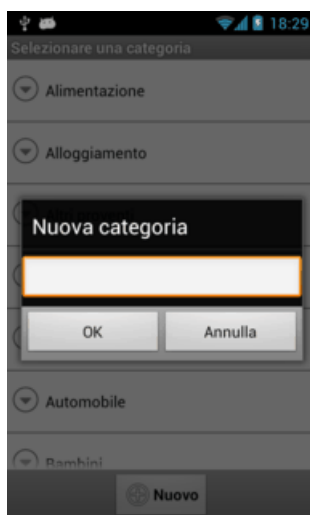 18:29
Selezionare una categoria
Alimentazione
Alloggiamento
Nuova categoria
OK Annulla
Automobile
Bambini
Nuovo